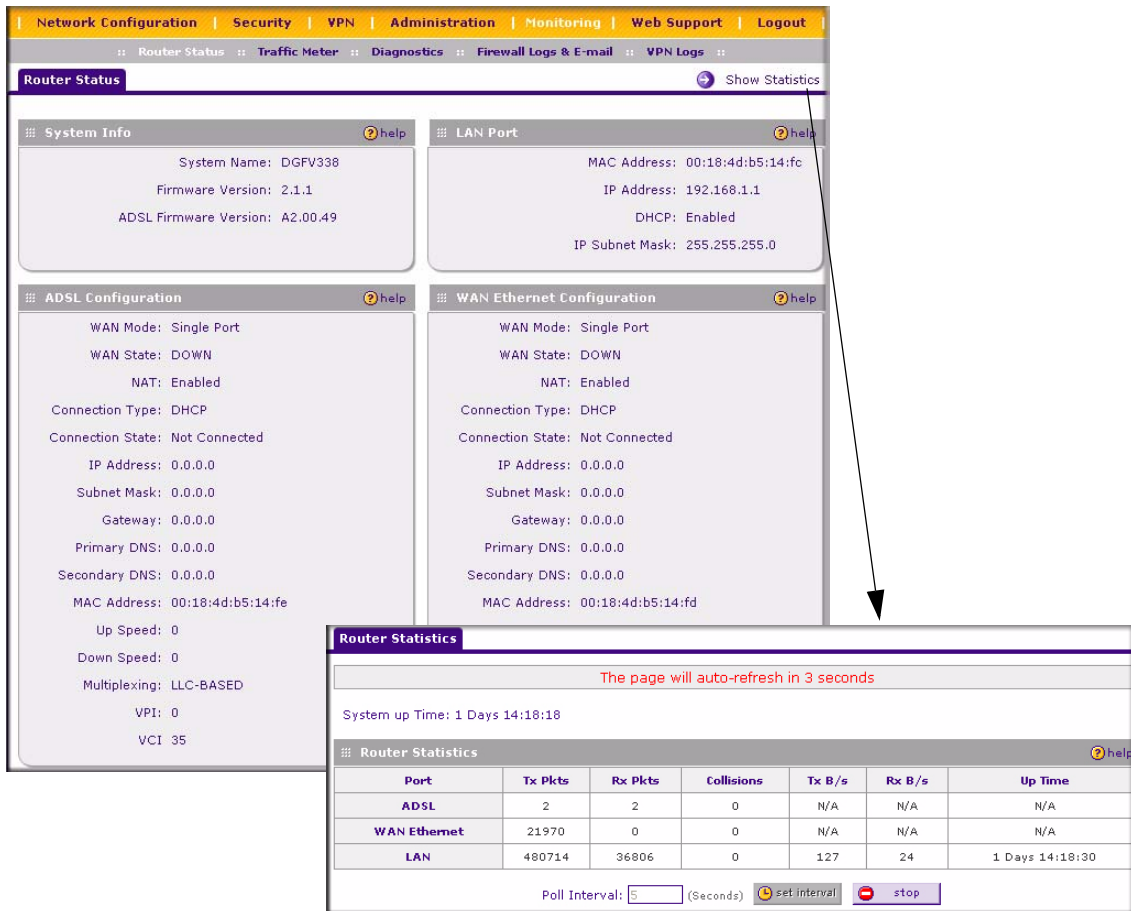 | Network Configuration | Security | VPN | Administration | Monitoring | Web Support | Logout |
:: Router Status :: Traffic Meter :: Diagnostics :: Firewall Logs & E-mail :: VPN Logs ::
Router Status
Show Statistics
System Info
help
System Name: DGFV338
Firmware Version: 2.1.1
ADSL Firmware Version: A2.00.49
LAN Port
help
MAC Address: 00:18:4d:b5:14:fc
IP Address: 192.168.1.1
DHCP: Enabled
IP Subnet Mask: 255.255.255.0
ADSL Configuration
help
WAN Mode: Single Port
WAN State: DOWN
NAT: Enabled
Connection Type: DHCP
Connection State: Not Connected
IP Address: 0.0.0.0
Subnet Mask: 0.0.0.0
Gateway: 0.0.0.0
Primary DNS: 0.0.0.0
Secondary DNS: 0.0.0.0
MAC Address: 00:18:4d:b5:14:fe
Up Speed: 0
Down Speed: 0
Multiplexing: LLC-BASED
VPI: 0
VCI 35
WAN Ethernet Configuration
help
WAN Mode: Single Port
WAN State: DOWN
NAT: Enabled
Connection Type: DHCP
Connection State: Not Connected
IP Address: 0.0.0.0
Subnet Mask: 0.0.0.0
Gateway: 0.0.0.0
Primary DNS: 0.0.0.0
Secondary DNS: 0.0.0.0
MAC Address: 00:18:4d:b5:14:fd
Router Statistics
The page will auto-refresh in 3 seconds
System up Time: 1 Days 14:18:18
Router Statistics
help
Port Tx Pkts Rx Pkts Collisions Tx B/s Rx B/s Up Time
ADSL 2 2 0 N/A N/A N/A
WAN Ethernet 21970 0 0 N/A N/A N/A
LAN 480714 36806 0 127 24 1 Days 14:18:30
Poll Interval: 5 (Seconds) set interval stop